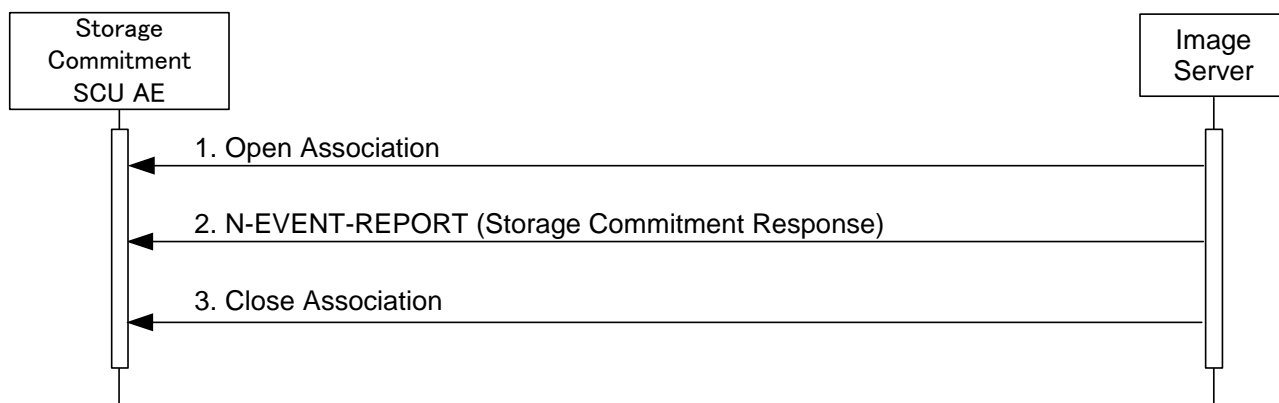 Storage
Commitment
SCU AE
Image
Server
1. Open Association
2. N-EVENT-REPORT (Storage Commitment Response)
3. Close Association